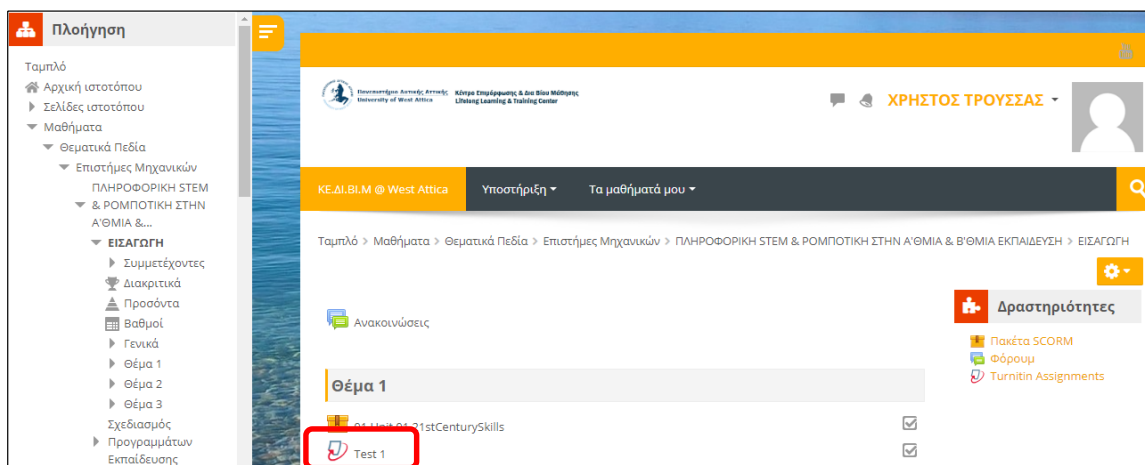 Πλοήγηση
Ταμπλό
Αρχική ιστοτόπου
Σελίδες ιστοτόπου
Μαθήματα
Θεματικά Πεδία
Επιστήμες Μηχανικών
ΠΛΗΡΟΦΟΡΙΚΗ STEM
& ΡΟΜΠΟΤΙΚΗ ΣΤΗΝ
Α'ΘΜΙΑ &...
ΕΙΣΑΓΩΓΗ
Συμμετέχοντες
Διακριτικά
Προσόντα
Βαθμοί
Γενικά
Θέμα 1
Θέμα 2
Θέμα 3
Σχεδιασμός
Προγραμμάτων
Εκπαίδευσης
Πανεπιστήμιο Δυτικής Αττικής
University of West Attica
Κέντρο Επιμόρφωσης & Δια Βίου Μάθησης
Lifelong Learning & Training Center
ΧΡΗΣΤΟΣ ΤΡΟΥΣΣΑΣ
ΚΕ.ΔΙ.ΒΙ.Μ @ West Attica
Υποστήριξη
Τα μαθήματά μου
Ταμπλό > Μαθήματα > Θεματικά Πεδία > Επιστήμες Μηχανικών > ΠΛΗΡΟΦΟΡΙΚΗ STEM & ΡΟΜΠΟΤΙΚΗ ΣΤΗΝ Α'ΘΜΙΑ & Β'ΘΜΙΑ ΕΚΠΑΙΔΕΥΣΗ > ΕΙΣΑΓΩΓΗ
Ανακοινώσεις
Θέμα 1
01 Unit 01 21stCenturySkills
Test 1
Δραστηριότητες
Πακέτα SCORM
Φόρουμ
Turnitin Assignments